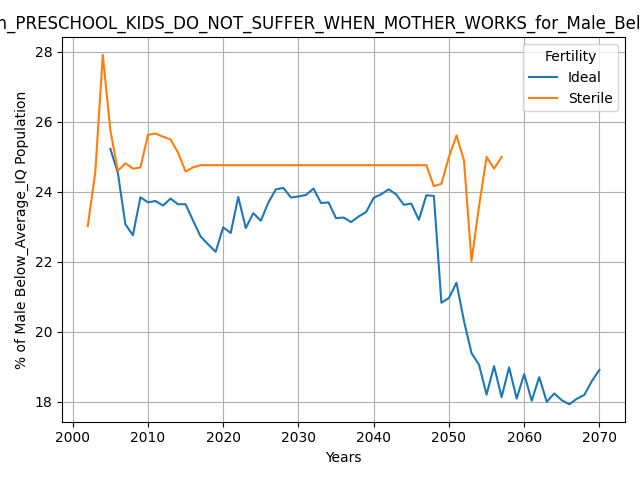 n_PRESCHOOL_KIDS_DO_NOT_SUFFER_WHEN_MOTHER_WORKS_for_Male_Bel
Fertility
Ideal
Sterile
28
26
24
22
20
18
% of Male Below_Average_IQ Population
2000 2010 2020 2030 2040 2050 2060 2070
Years